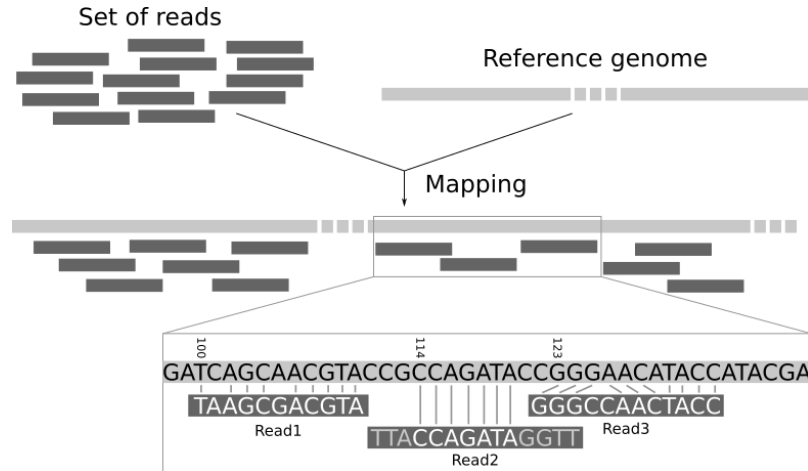 Set of reads
Reference genome
Mapping
100 114 123
GATCAGCAACGTACCGCCAGATACCGGGAACATACCATACGA
TAAGCGACGTA GGGCCAACTACC
Read1 TTACCAGATAGGTT Read3
Read2